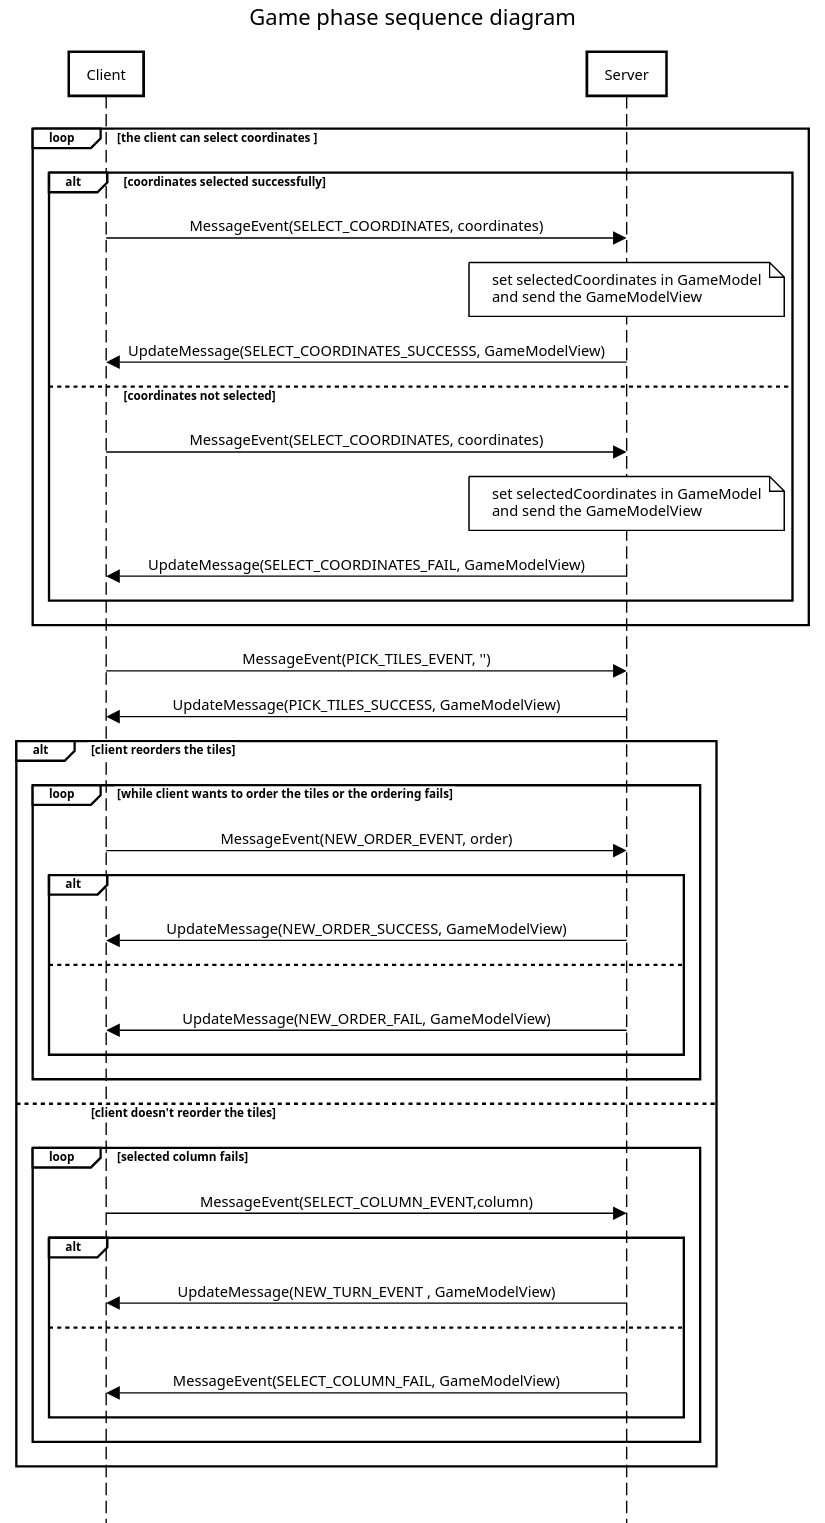 Game phase sequence diagram
Client
Server
loop
[the client can select coordinates ]
alt
[coordinates selected successfully]
MessageEvent(SELECT_COORDINATES, coordinates)
set selectedCoordinates in GameModel
and send the GameModelView
UpdateMessage(SELECT_COORDINATES_SUCCESSS, GameModelView)
[coordinates not selected]
MessageEvent(SELECT_COORDINATES, coordinates)
set selectedCoordinates in GameModel
and send the GameModelView
UpdateMessage(SELECT_COORDINATES_FAIL, GameModelView)
MessageEvent(PICK_TILES_EVENT, '')
UpdateMessage(PICK_TILES_SUCCESS, GameModelView)
alt
[client reorders the tiles]
loop
[while client wants to order the tiles or the ordering fails]
MessageEvent(NEW_ORDER_EVENT, order)
alt
UpdateMessage(NEW_ORDER_SUCCESS, GameModelView)
UpdateMessage(NEW_ORDER_FAIL, GameModelView)
[client doesn't reorder the tiles]
loop
[selected column fails]
MessageEvent(SELECT_COLUMN_EVENT,column)
alt
UpdateMessage(NEW_TURN_EVENT , GameModelView)
MessageEvent(SELECT_COLUMN_FAIL, GameModelView)